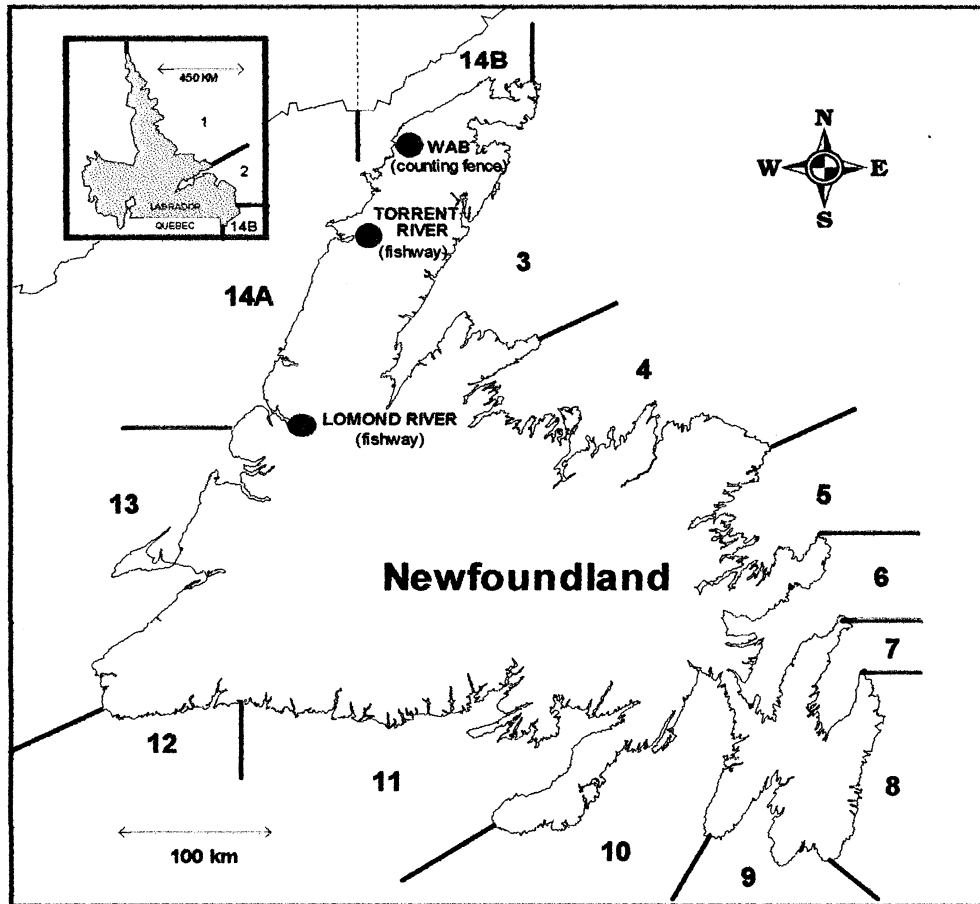 450 KM
1
2
LABRADOR
QUEBEC
14B
14B
WAB
(counting fence)
N
W E
S
TORRENT
RIVER
(fishway)
3
14A
4
LOMOND RIVER
(fishway)
13
5
Newfoundland
6
7
12
11
8
100 km
10
9